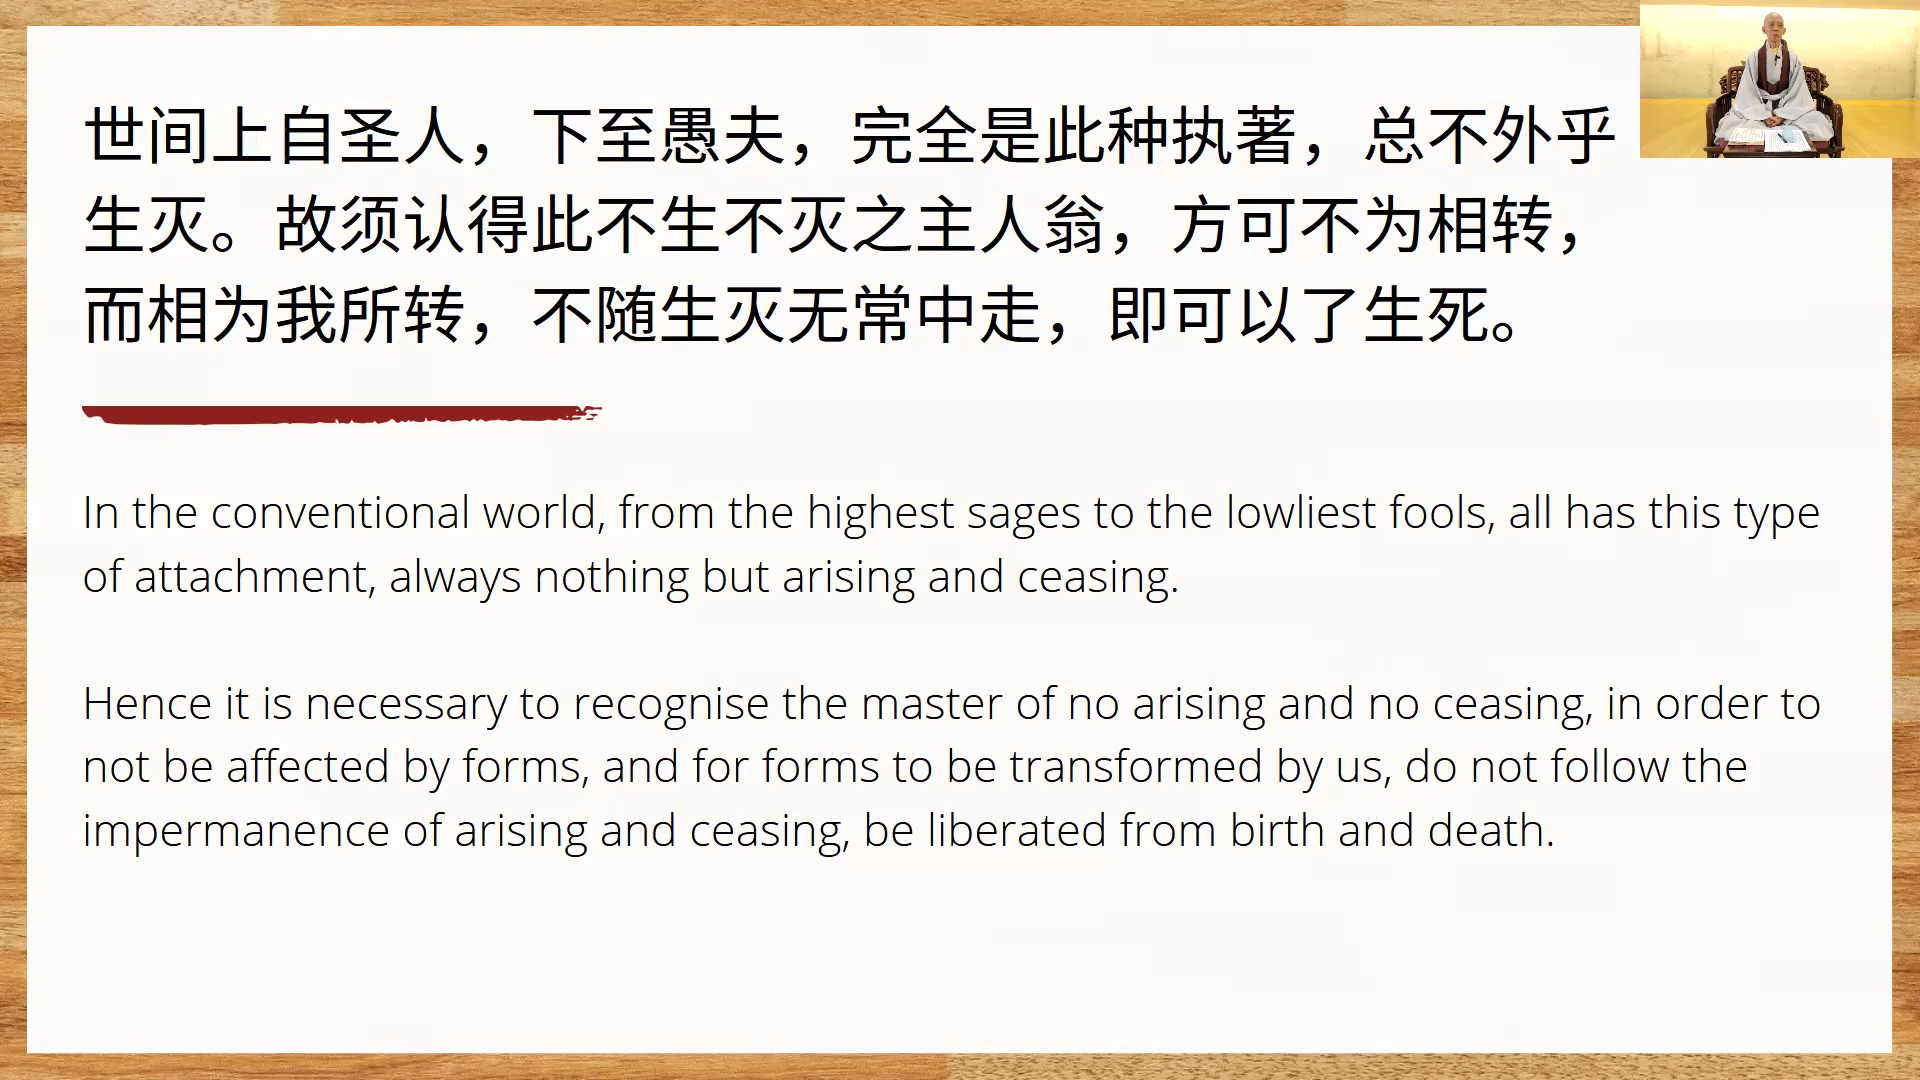 世间上自圣人，下至愚夫，完全是此种执著，总不外乎
生灭。故须认得此不生不灭之主人翁，方可不为相转，
而相为我所转，不随生灭无常中走，即可以了生死。
In the conventional world, from the highest sages to the lowliest fools, all has this type
of attachment, always nothing but arising and ceasing.
Hence it is necessary to recognise the master of no arising and no ceasing, in order to
not be affected by forms, and for forms to be transformed by us, do not follow the
impermanence of arising and ceasing, be liberated from birth and death.